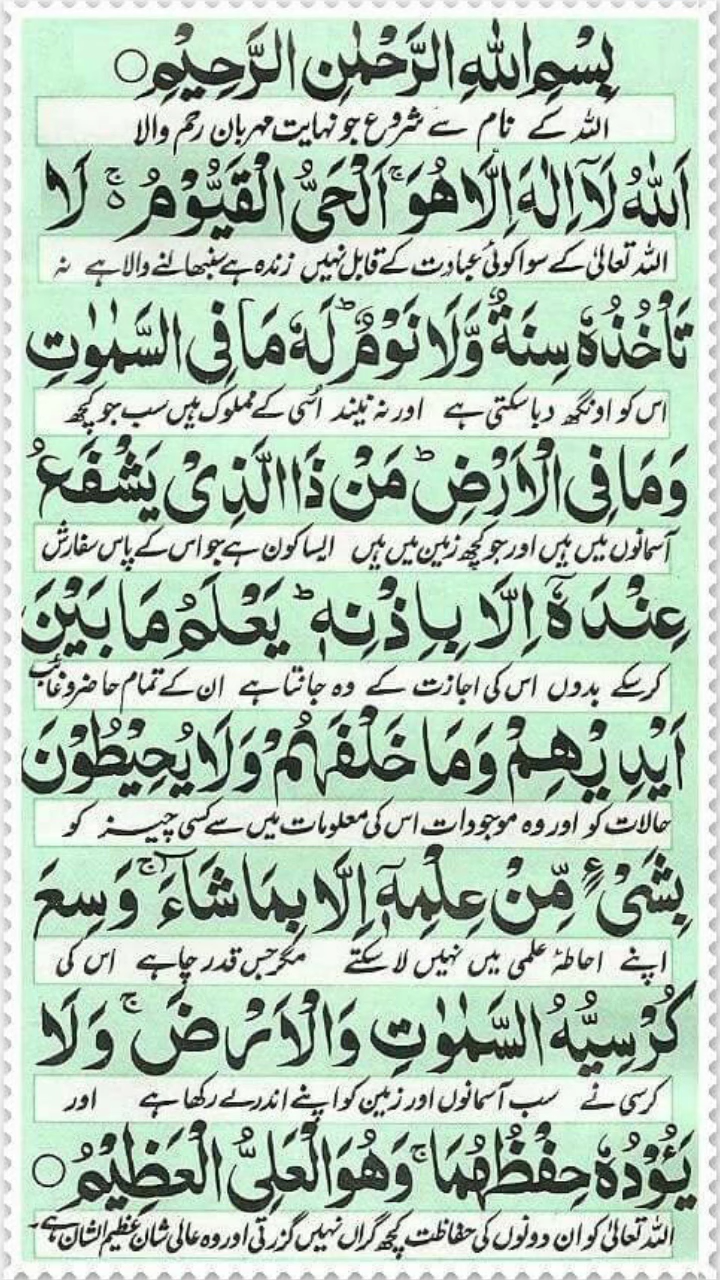 بِسْمِ اللهِ الرَّحْمٰنِ الرَّحِيْمِ ○
اللہ کے نام سے شروع جو نہایت مہربان رحم والا
اَللهُ لَآ اِلٰهَ اِلَّا هُوَ ۚ اَلْحَيُّ الْقَيُّوْمُ ۚ٥ لَا
اللہ تعالیٰ کے سوا کوئی عبادت کے قابل نہیں زندہ ہے سنبھالنے والا ہے نہ
تَاْخُذُهٗ سِنَةٌ وَّلَا نَوْمٌ ؕ لَهٗ مَا فِي السَّمٰوٰتِ
اس کو اونگھ دبا سکتی ہے اور نہ نیند اسی کے مملوک ہیں سب جو کچھ
وَمَا فِي الْاَرْضِ ؕ مَنْ ذَا الَّذِيْ يَشْفَعُ
آسمانوں میں ہیں اور جو کچھ زمین میں ہیں ایسا کون ہے جو اس کے پاس سفارش
عِنْدَهٗۤ اِلَّا بِاِذْنِهٖ ؕ يَعْلَمُ مَا بَيْنَ
کر سکے بدوں اس کی اجازت کے وہ جانتا ہے ان کے تمام حاضر و غائب
اَيْدِيْهِمْ وَمَا خَلْفَهُمْ ۚ وَلَا يُحِيْطُوْنَ
حالات کو اور وہ موجودات اس کی معلومات میں سے کسی چیز کو
بِشَيْءٍ مِّنْ عِلْمِهٖۤ اِلَّا بِمَا شَآءَ ۚ وَسِعَ
اپنے احاطۂ علمی میں نہیں لا سکتے مگر جس قدر چاہے اس کی
كُرْسِيُّهُ السَّمٰوٰتِ وَالْاَرْضَ ۚ وَلَا
کرسی نے سب آسمانوں اور زمین کو اپنے اندر لے رکھا ہے اور
يَـُٔوْدُهٗ حِفْظُهُمَا ۚ وَهُوَ الْعَلِيُّ الْعَظِيْمُ ○
اللہ تعالیٰ کو ان دونوں کی حفاظت کچھ گراں نہیں گزرتی اور وہ عالی شان عظیم الشان ہے۔